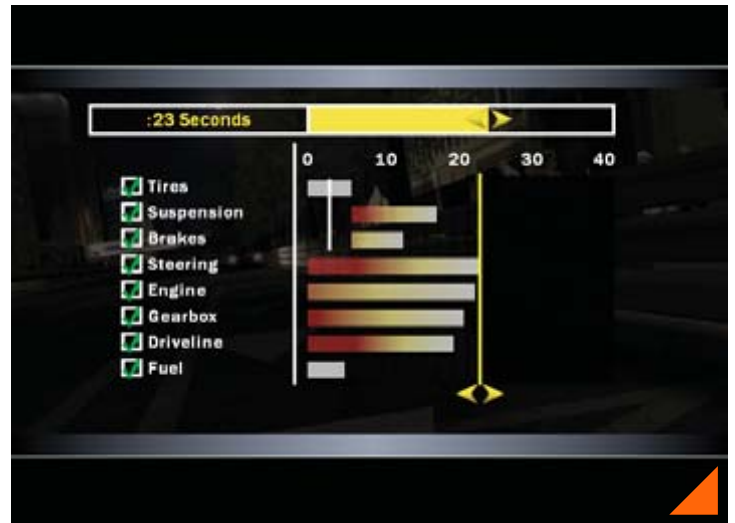 :23 Seconds
0 10 20 30 40
Tires
Suspension
Brakes
Steering
Engine
Gearbox
Driveline
Fuel